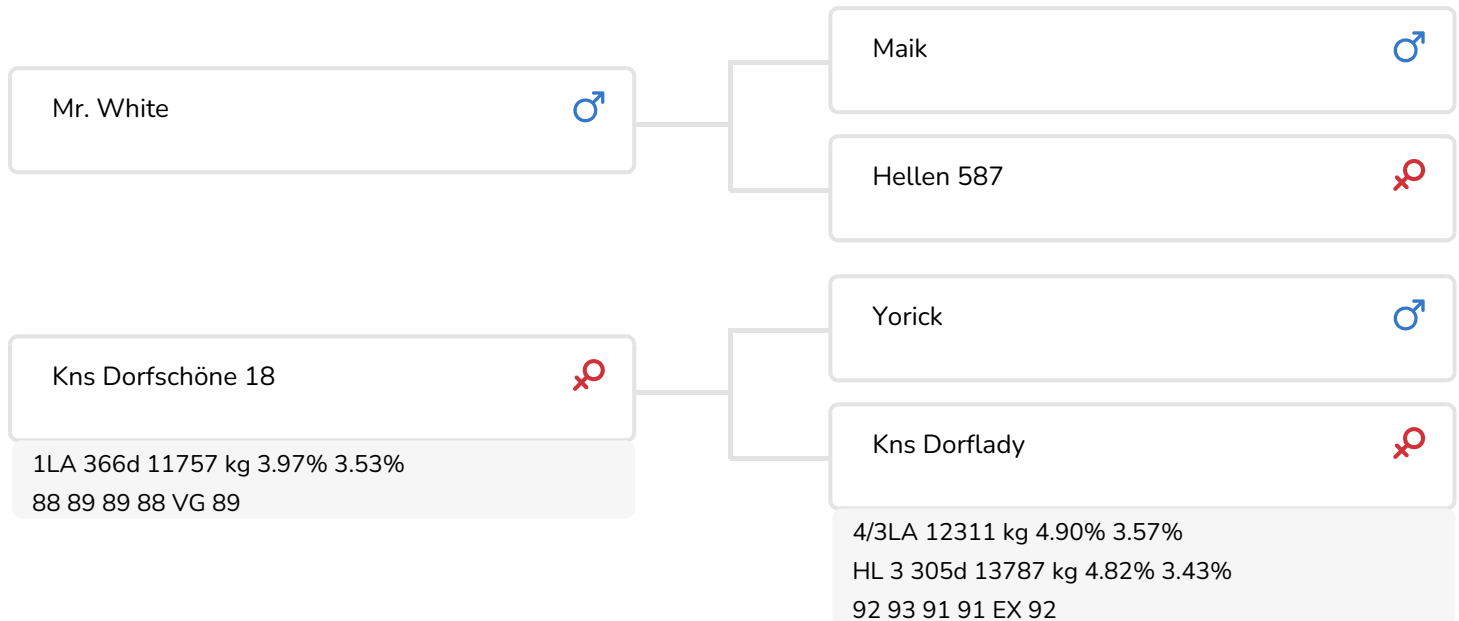 Maik
Mr. White
Hellen 587
Yorick
Kns Dorfschöne 18
Kns Dorflady
1LA 366d 11757 kg 3.97% 3.53%
88 89 89 88 VG 89
4/3LA 12311 kg 4.90% 3.57%
HL 3 305d 13787 kg 4.82% 3.43%
92 93 91 91 EX 92